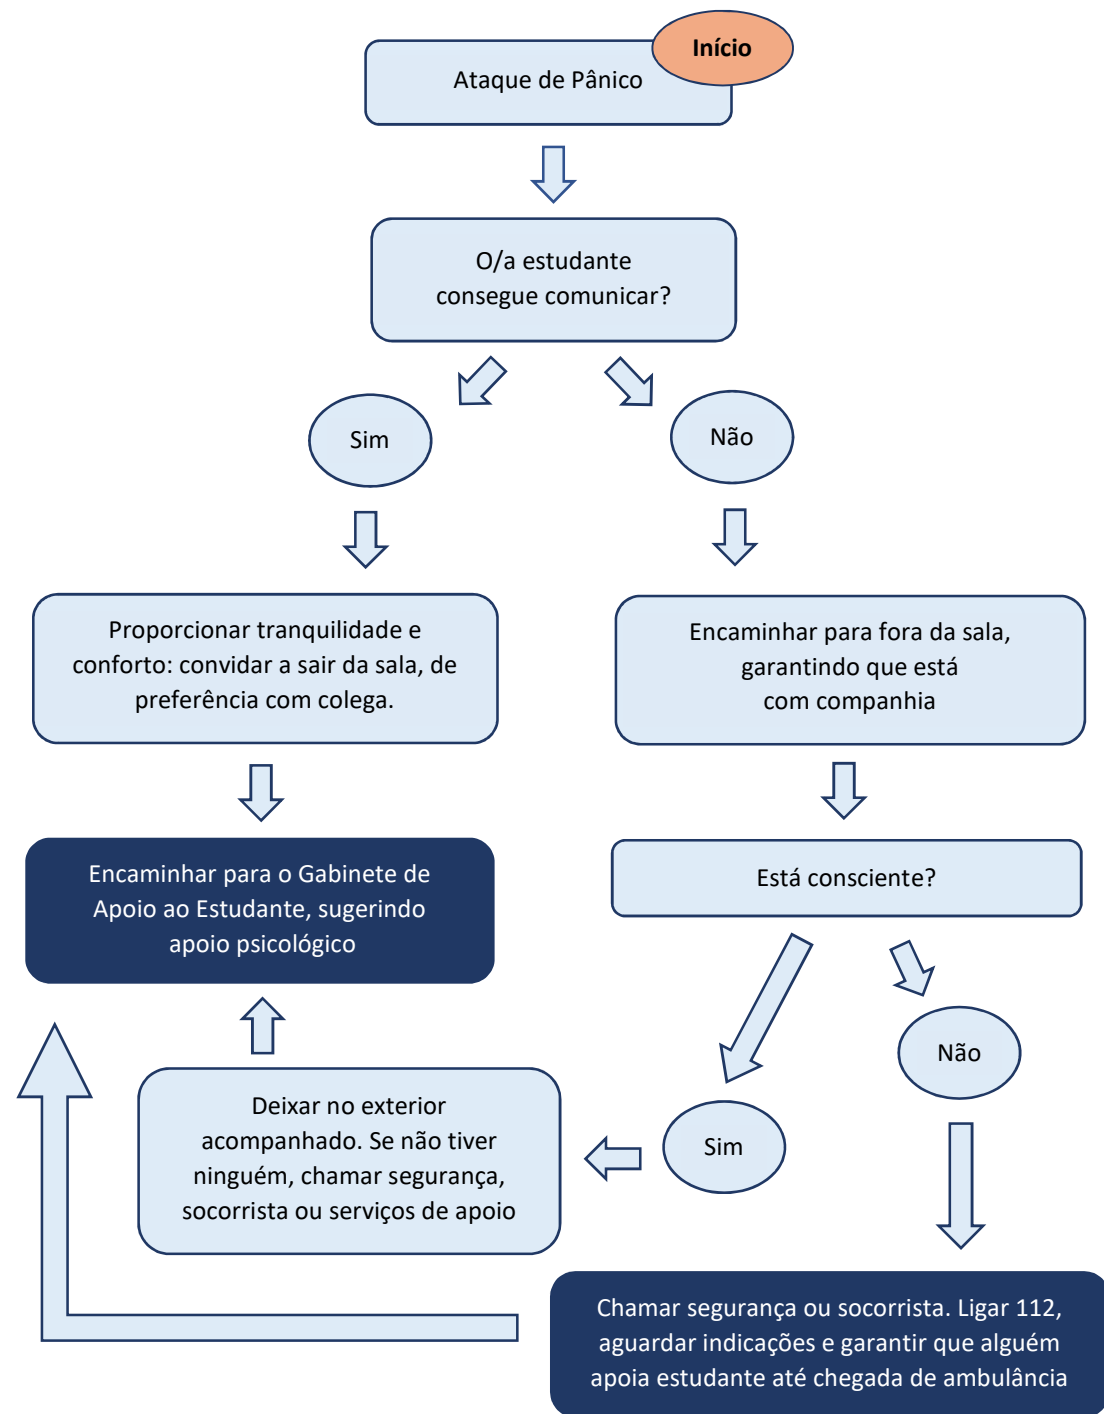 Início
Ataque de Pânico
O/a estudante
consegue comunicar?
Sim
Não
Proporcionar tranquilidade e
conforto: convidar a sair da sala, de
preferência com colega.
Encaminhar para fora da sala,
garantindo que está
com companhia
Encaminhar para o Gabinete de
Apoio ao Estudante, sugerindo
apoio psicológico
Está consciente?
Não
Sim
Deixar no exterior
acompanhado. Se não tiver
ninguém, chamar segurança,
socorrista ou serviços de apoio
Chamar segurança ou socorrista. Ligar 112,
aguardar indicações e garantir que alguém
apoia estudante até chegada de ambulância